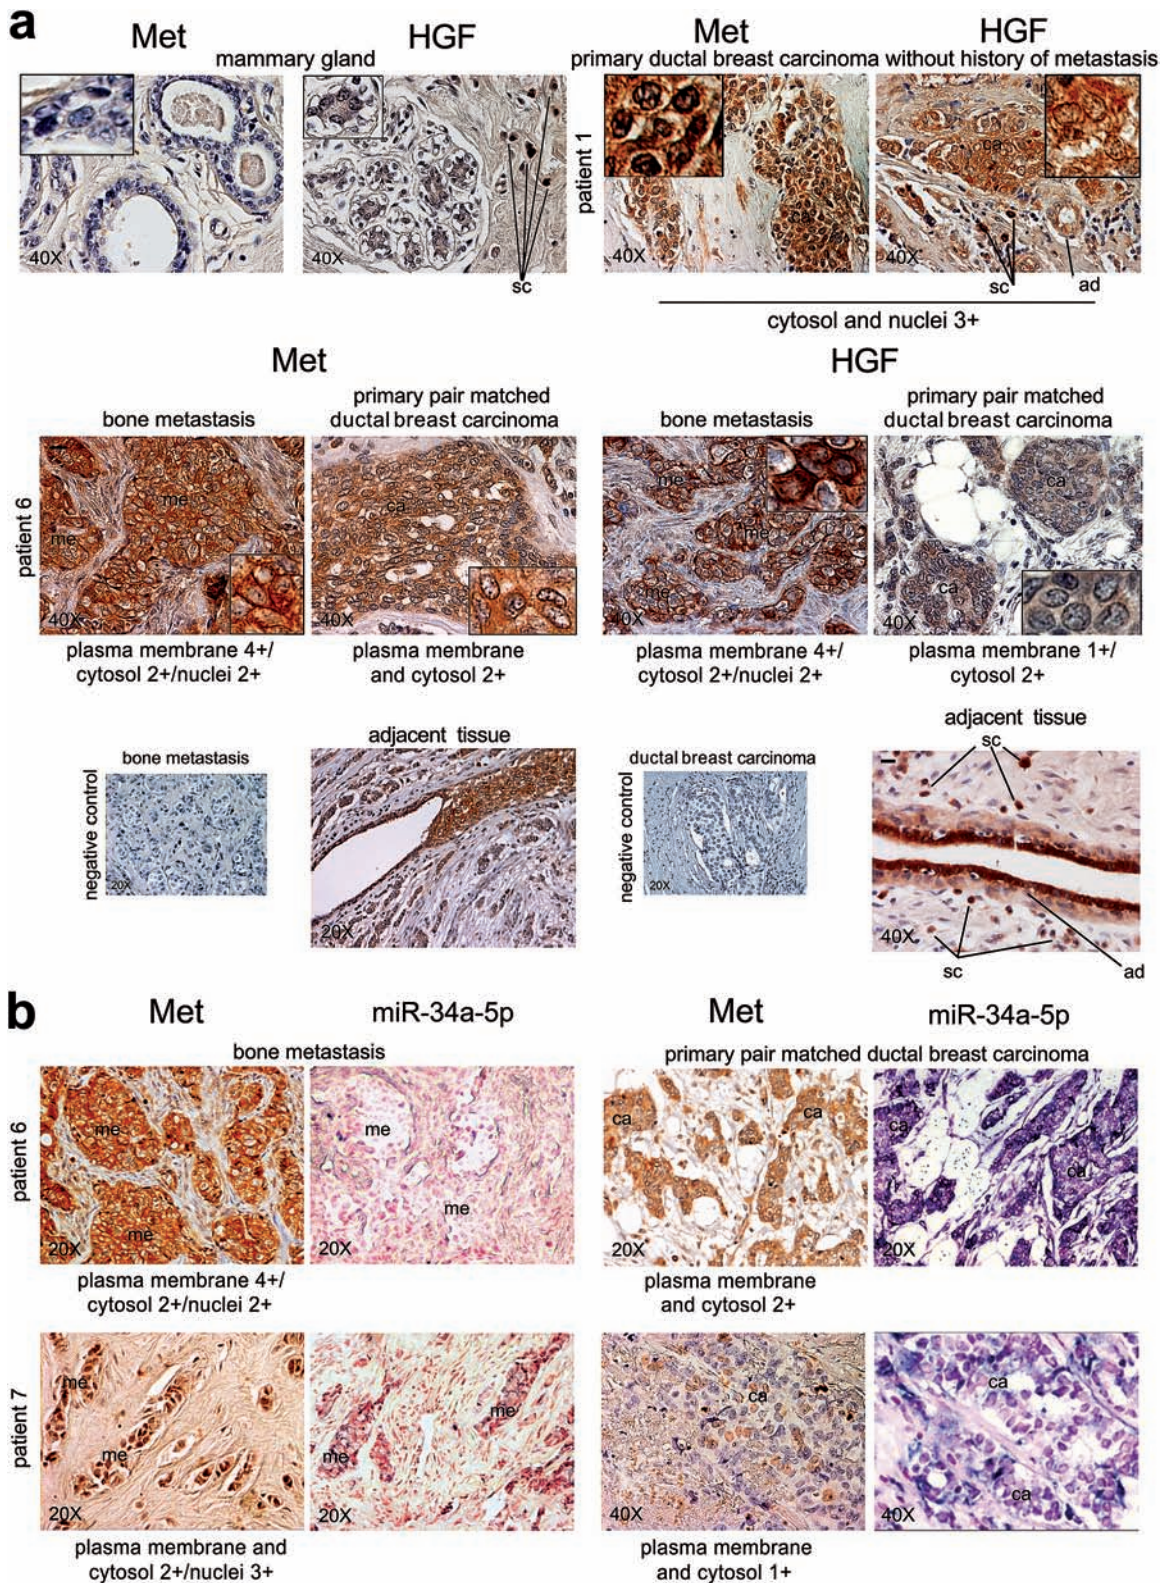 a
Met
HGF
Met
HGF
mammary gland
primary ductal breast carcinoma without history of metastasis
patient 1
ca
ca
40X
40X
40X
40X
sc
sc
ad
cytosol and nuclei 3+
Met
HGF
bone metastasis
primary pair matched
ductal breast carcinoma
bone metastasis
primary pair matched
ductal breast carcinoma
patient 6
me
me
ca
me
me
me
ca
ca
40X
40X
40X
40X
plasma membrane 4+/
cytosol 2+/nuclei 2+
plasma membrane
and cytosol 2+
plasma membrane 4+/
cytosol 2+/nuclei 2+
plasma membrane 1+/
cytosol 2+
negative control
bone metastasis
20X
adjacent tissue
20X
negative control
ductal breast carcinoma
20X
adjacent tissue
sc
40X
sc
ad
b
Met
miR-34a-5p
Met
miR-34a-5p
bone metastasis
primary pair matched ductal breast carcinoma
patient 6
me
me
me
me
ca
ca
ca
ca
20X
20X
20X
20X
plasma membrane 4+/
cytosol 2+/nuclei 2+
plasma membrane
and cytosol 2+
patient 7
me
me
me
me
ca
ca
ca
20X
20X
40X
40X
plasma membrane and
cytosol 2+/nuclei 3+
plasma membrane
and cytosol 1+